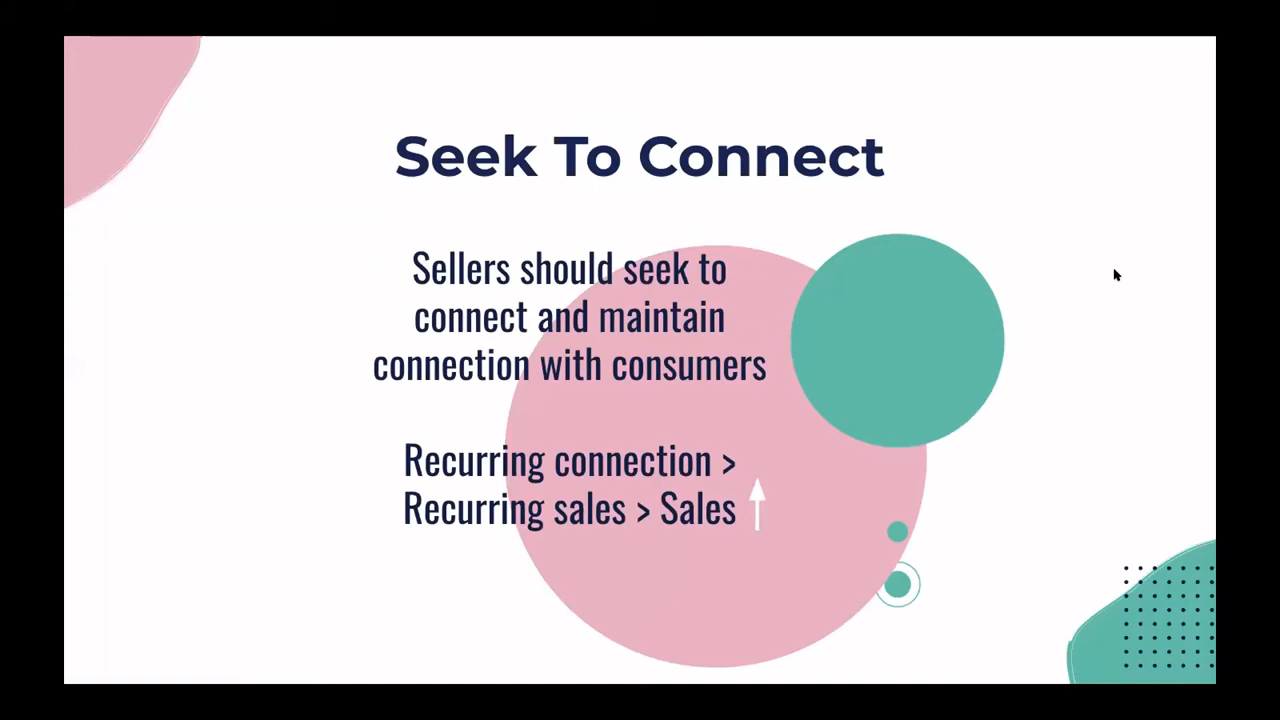 Seek To Connect
Sellers should seek to
connect and maintain
connection with consumers
Recurring connection >
Recurring sales > Sales